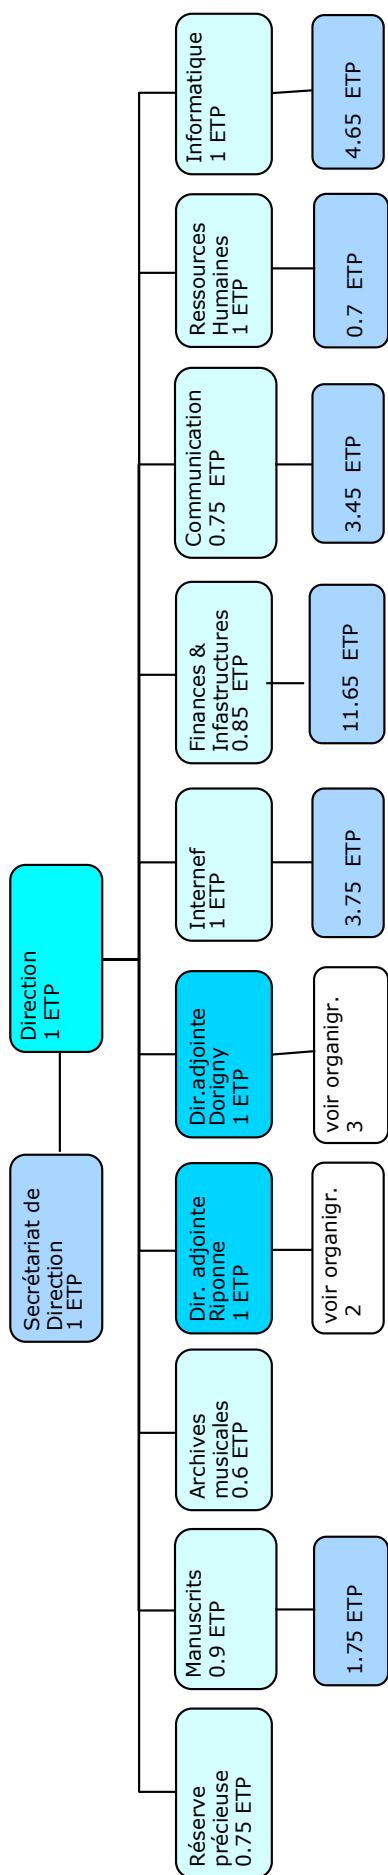 Secrétariat de
Direction
1 ETP
Direction
1 ETP
Réserve
précieuse
0.75 ETP
Manuscrits
0.9 ETP
Archives
musicales
0.6 ETP
Dir. adjointe
Riponne
1 ETP
Dir.adjointe
Dorigny
1 ETP
Internef
1 ETP
Finances &
Infastructures
0.85 ETP
Communication
0.75 ETP
Ressources
Humaines
1 ETP
Informatique
1 ETP
1.75 ETP
voir organigr.
2
voir organigr.
3
3.75 ETP
11.65 ETP
3.45 ETP
0.7 ETP
4.65 ETP